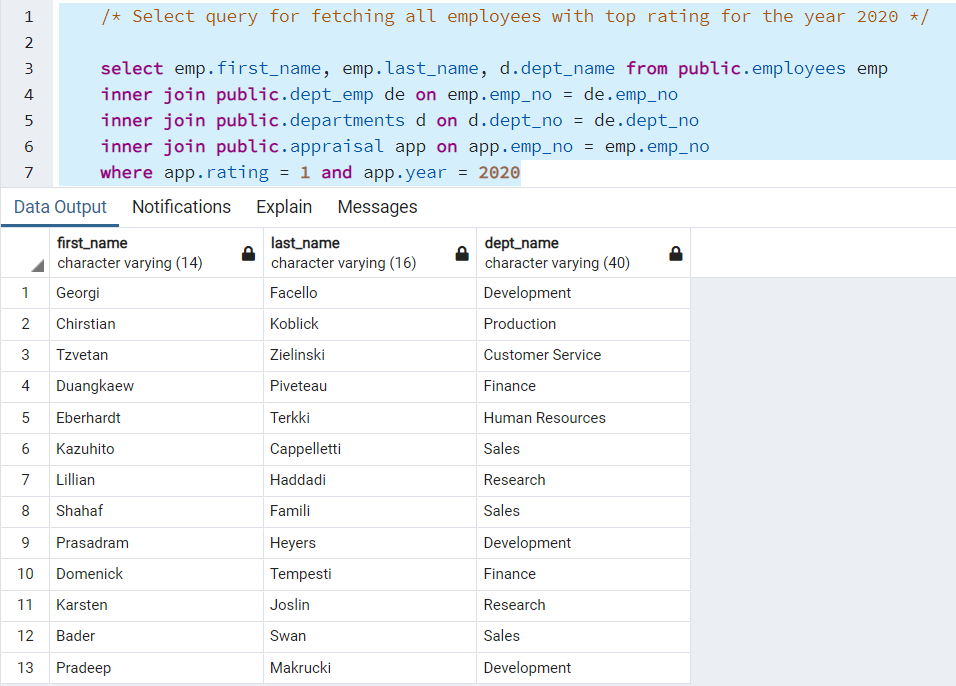 1 /* Select query for fetching all employees with top rating for the year 2020 */
2
3 select emp.first_name, emp.last_name, d.dept_name from public.employees emp
4 inner join public.dept_emp de on emp.emp_no = de.emp_no
5 inner join public.departments d on d.dept_no = de.dept_no
6 inner join public.appraisal app on app.emp_no = emp.emp_no
7 where app.rating = 1 and app.year = 2020
Data Output Notifications Explain Messages
first_name last_name dept_name
character varying (14) character varying (16) character varying (40)
1 Georgi Facello Development
2 Chirstian Koblick Production
3 Tzvetan Zielinski Customer Service
4 Duangkaew Piveteau Finance
5 Eberhardt Terkki Human Resources
6 Kazuhito Cappelletti Sales
7 Lillian Haddadi Research
8 Shahaf Famili Sales
9 Prasadram Heyers Development
10 Domenick Tempesti Finance
11 Karsten Joslin Research
12 Bader Swan Sales
13 Pradeep Makrucki Development